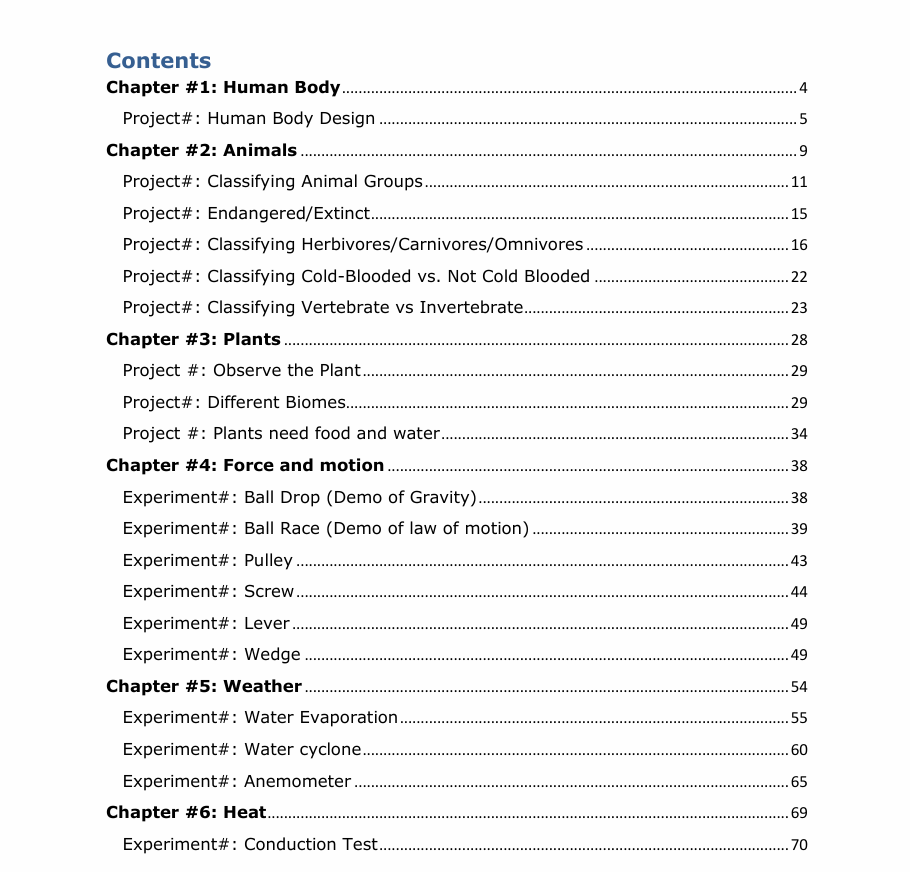 Contents
Chapter #1: Human Body 4
Project#: Human Body Design 5
Chapter #2: Animals 9
Project#: Classifying Animal Groups 11
Project#: Endangered/Extinct 15
Project#: Classifying Herbivores/Carnivores/Omnivores 16
Project#: Classifying Cold-Blooded vs. Not Cold Blooded 22
Project#: Classifying Vertebrate vs Invertebrate 23
Chapter #3: Plants 28
Project #: Observe the Plant 29
Project#: Different Biomes 29
Project #: Plants need food and water 34
Chapter #4: Force and motion 38
Experiment#: Ball Drop (Demo of Gravity) 38
Experiment#: Ball Race (Demo of law of motion) 39
Experiment#: Pulley 43
Experiment#: Screw 44
Experiment#: Lever 49
Experiment#: Wedge 49
Chapter #5: Weather 54
Experiment#: Water Evaporation 55
Experiment#: Water cyclone 60
Experiment#: Anemometer 65
Chapter #6: Heat 69
Experiment#: Conduction Test 70